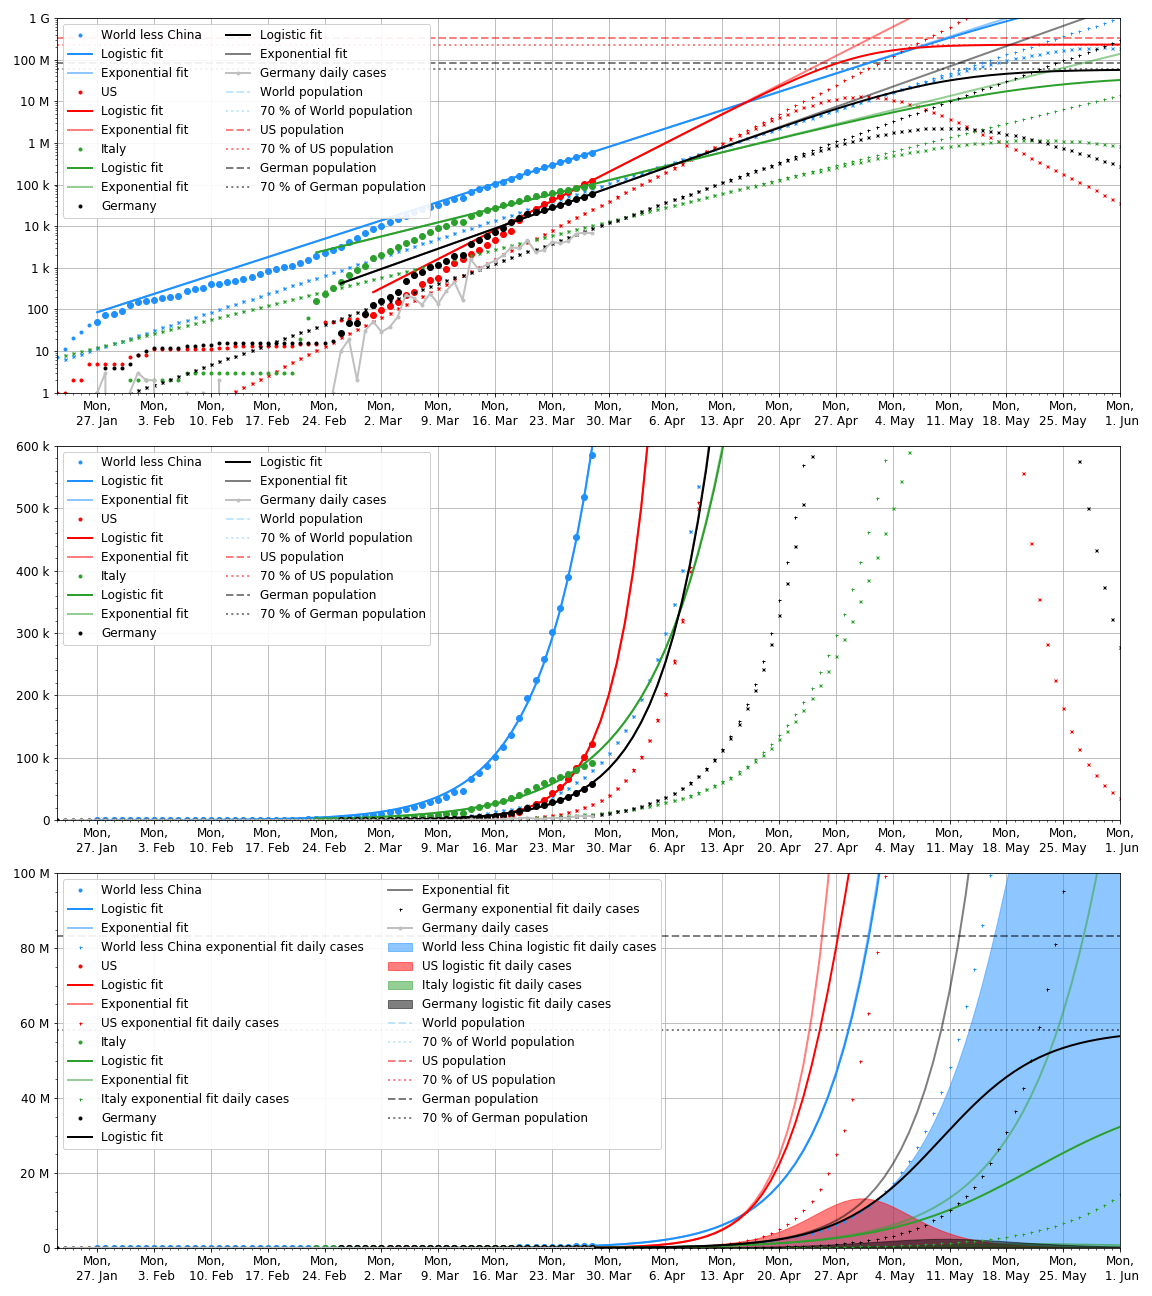 1 G
100 M
10 M
1 M
100 k
10 k
1 k
100
10
1
World less China
Logistic fit
Exponential fit
US
Logistic fit
Exponential fit
Italy
Logistic fit
Exponential fit
Germany
Logistic fit
Exponential fit
Germany daily cases
World population
70 % of World population
US population
70 % of US population
German population
70 % of German population
Mon, Mon, Mon, Mon, Mon, Mon, Mon, Mon, Mon, Mon, Mon, Mon, Mon, Mon, Mon, Mon, Mon, Mon, Mon,
27. Jan 3. Feb 10. Feb 17. Feb 24. Feb 2. Mar 9. Mar 16. Mar 23. Mar 30. Mar 6. Apr 13. Apr 20. Apr 27. Apr 4. May 11. May 18. May 25. May 1. Jun
600 k
500 k
400 k
300 k
200 k
100 k
0
World less China
Logistic fit
Exponential fit
US
Logistic fit
Exponential fit
Italy
Logistic fit
Exponential fit
Germany
Logistic fit
Exponential fit
Germany daily cases
World population
70 % of World population
US population
70 % of US population
German population
70 % of German population
Mon, Mon, Mon, Mon, Mon, Mon, Mon, Mon, Mon, Mon, Mon, Mon, Mon, Mon, Mon, Mon, Mon, Mon, Mon,
27. Jan 3. Feb 10. Feb 17. Feb 24. Feb 2. Mar 9. Mar 16. Mar 23. Mar 30. Mar 6. Apr 13. Apr 20. Apr 27. Apr 4. May 11. May 18. May 25. May 1. Jun
100 M
80 M
60 M
40 M
20 M
0
World less China
Logistic fit
Exponential fit
World less China exponential fit daily cases
US
Logistic fit
Exponential fit
US exponential fit daily cases
Italy
Logistic fit
Exponential fit
Italy exponential fit daily cases
Germany
Logistic fit
Exponential fit
Germany exponential fit daily cases
Germany daily cases
World less China logistic fit daily cases
US logistic fit daily cases
Italy logistic fit daily cases
Germany logistic fit daily cases
World population
70 % of World population
US population
70 % of US population
German population
70 % of German population
Mon, Mon, Mon, Mon, Mon, Mon, Mon, Mon, Mon, Mon, Mon, Mon, Mon, Mon, Mon, Mon, Mon, Mon, Mon,
27. Jan 3. Feb 10. Feb 17. Feb 24. Feb 2. Mar 9. Mar 16. Mar 23. Mar 30. Mar 6. Apr 13. Apr 20. Apr 27. Apr 4. May 11. May 18. May 25. May 1. Jun